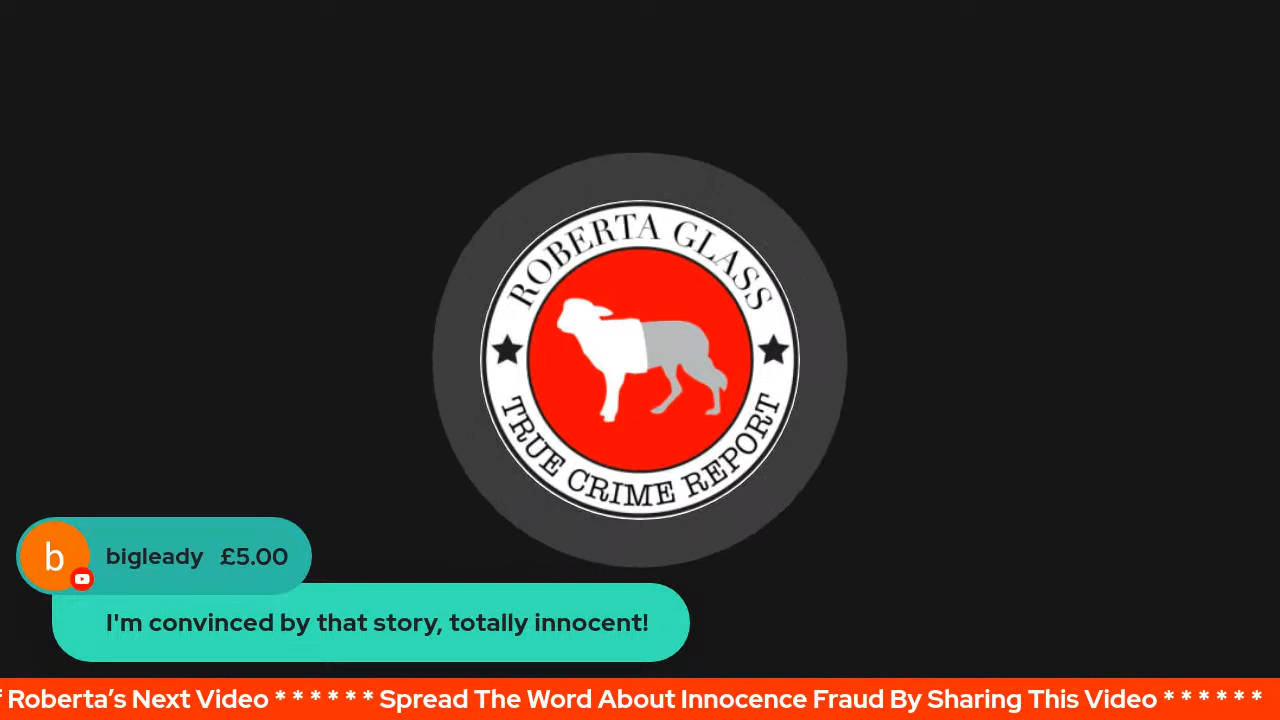 ROBERTA GLASS
TRUE CRIME REPORT
b
bigleady £5.00
I'm convinced by that story, totally innocent!
Roberta’s Next Video * * * * * * Spread The Word About Innocence Fraud By Sharing This Video * * * * * *